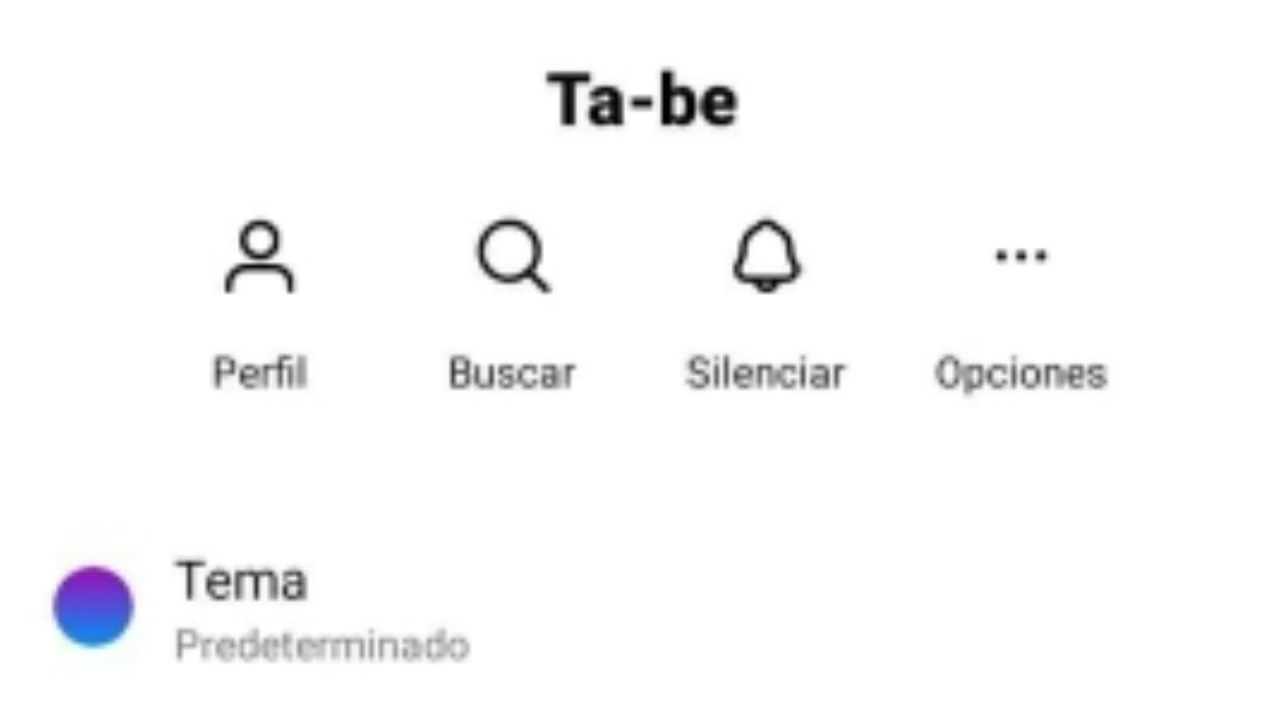 Ta-be
Perfil Buscar Silenciar Opciones
Tema
Predeterminado